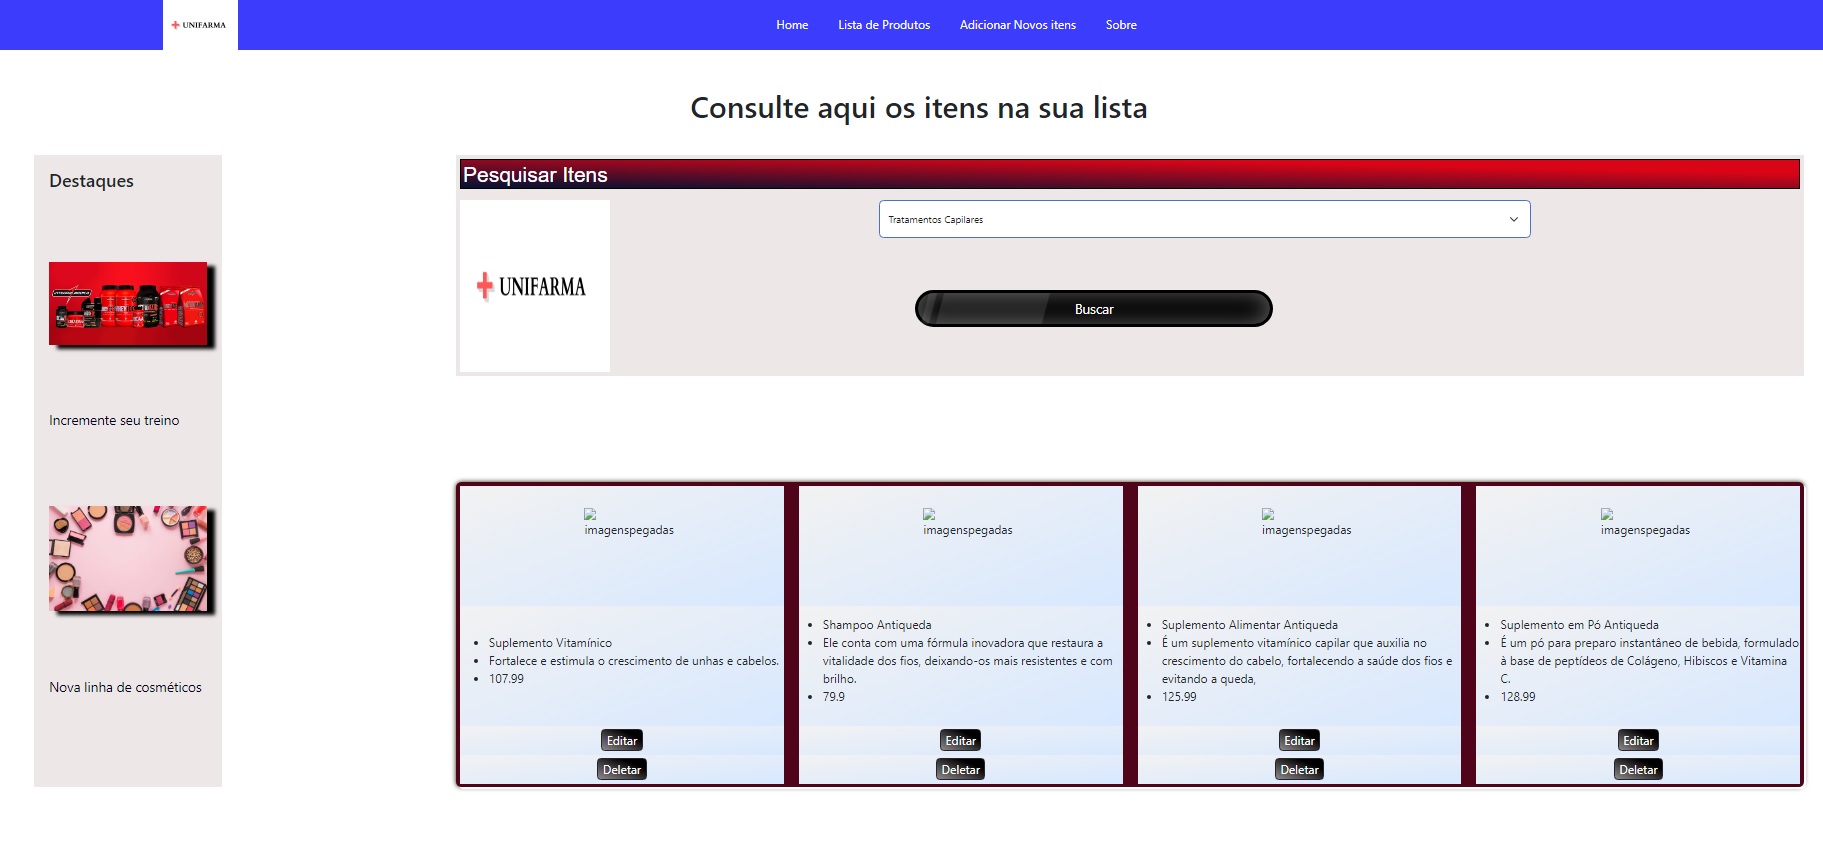 UNIFARMA
Home
Lista de Produtos
Adicionar Novos itens
Sobre
Consulte aqui os itens na sua lista
Destaques
Incremente seu treino
Nova linha de cosméticos
Pesquisar Itens
UNIFARMA
Tratamentos Capilares
Buscar
imagenspegadas
Suplemento Vitamínico
Fortalece e estimula o crescimento de unhas e cabelos.
107.99
Editar
Deletar
imagenspegadas
Shampoo Antiqueda
Ele conta com uma fórmula inovadora que restaura a
vitalidade dos fios, deixando-os mais resistentes e com
brilho.
79.9
Editar
Deletar
imagenspegadas
Suplemento Alimentar Antiqueda
É um suplemento vitamínico capilar que auxilia no
crescimento do cabelo, fortalecendo a saúde dos fios e
evitando a queda,
125.99
Editar
Deletar
imagenspegadas
Suplemento em Pó Antiqueda
É um pó para preparo instantâneo de bebida, formulado
à base de peptídeos de Colágeno, Hibiscos e Vitamina
C.
128.99
Editar
Deletar